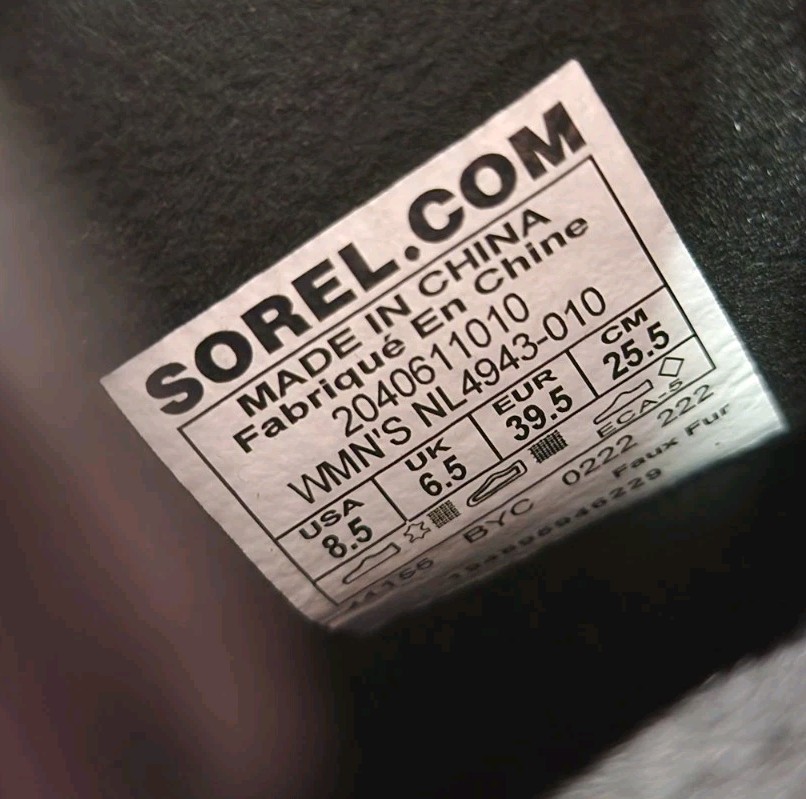 SOREL.COM
MADE IN CHINA
Fabriqué En Chine
2040611010
WMN'S NL4943-010
USA UK EUR CM
8.5 6.5 39.5 25.5
ECA-5
44155 BYC 0222 222
Faux Fur